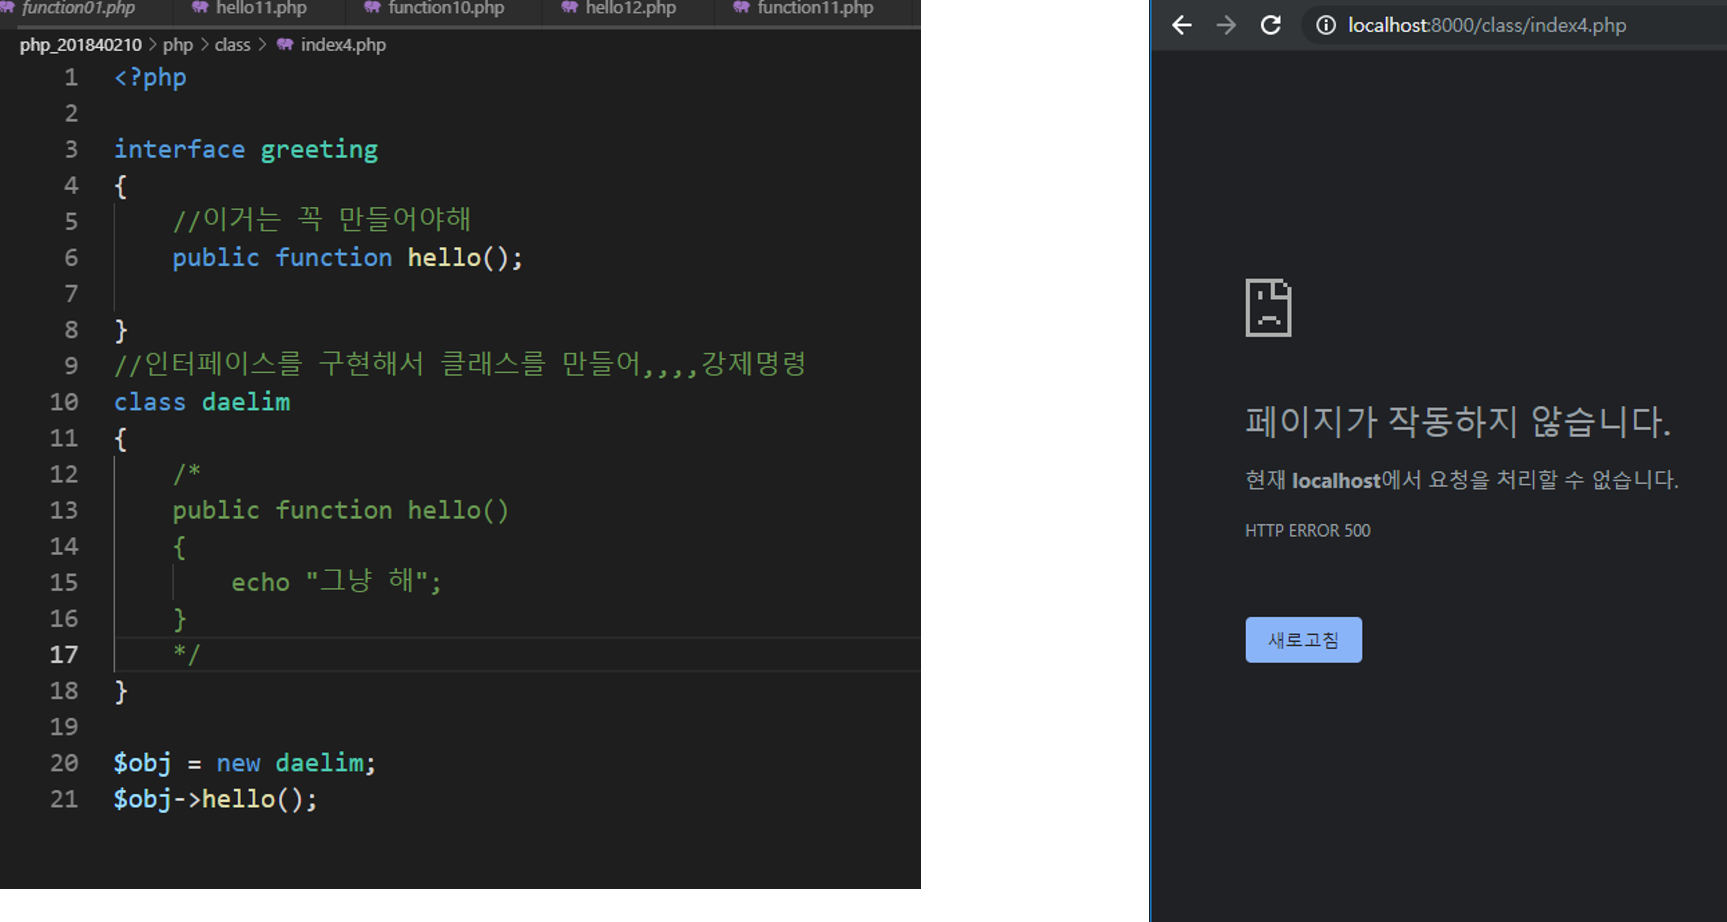 function01.php hello11.php function10.php hello12.php function11.php
php_201840210 > php > class > index4.php
1 <?php
2
3 interface greeting
4 {
5 //이거는 꼭 만들어야해
6 public function hello();
7
8 }
9 //인터페이스를 구현해서 클래스를 만들어,,,,강제명령
10 class daelim
11 {
12 /*
13 public function hello()
14 {
15 echo "그냥 해";
16 }
17 */
18 }
19
20 $obj = new daelim;
21 $obj->hello();
localhost:8000/class/index4.php
페이지가 작동하지 않습니다.
현재 localhost에서 요청을 처리할 수 없습니다.
HTTP ERROR 500
새로고침